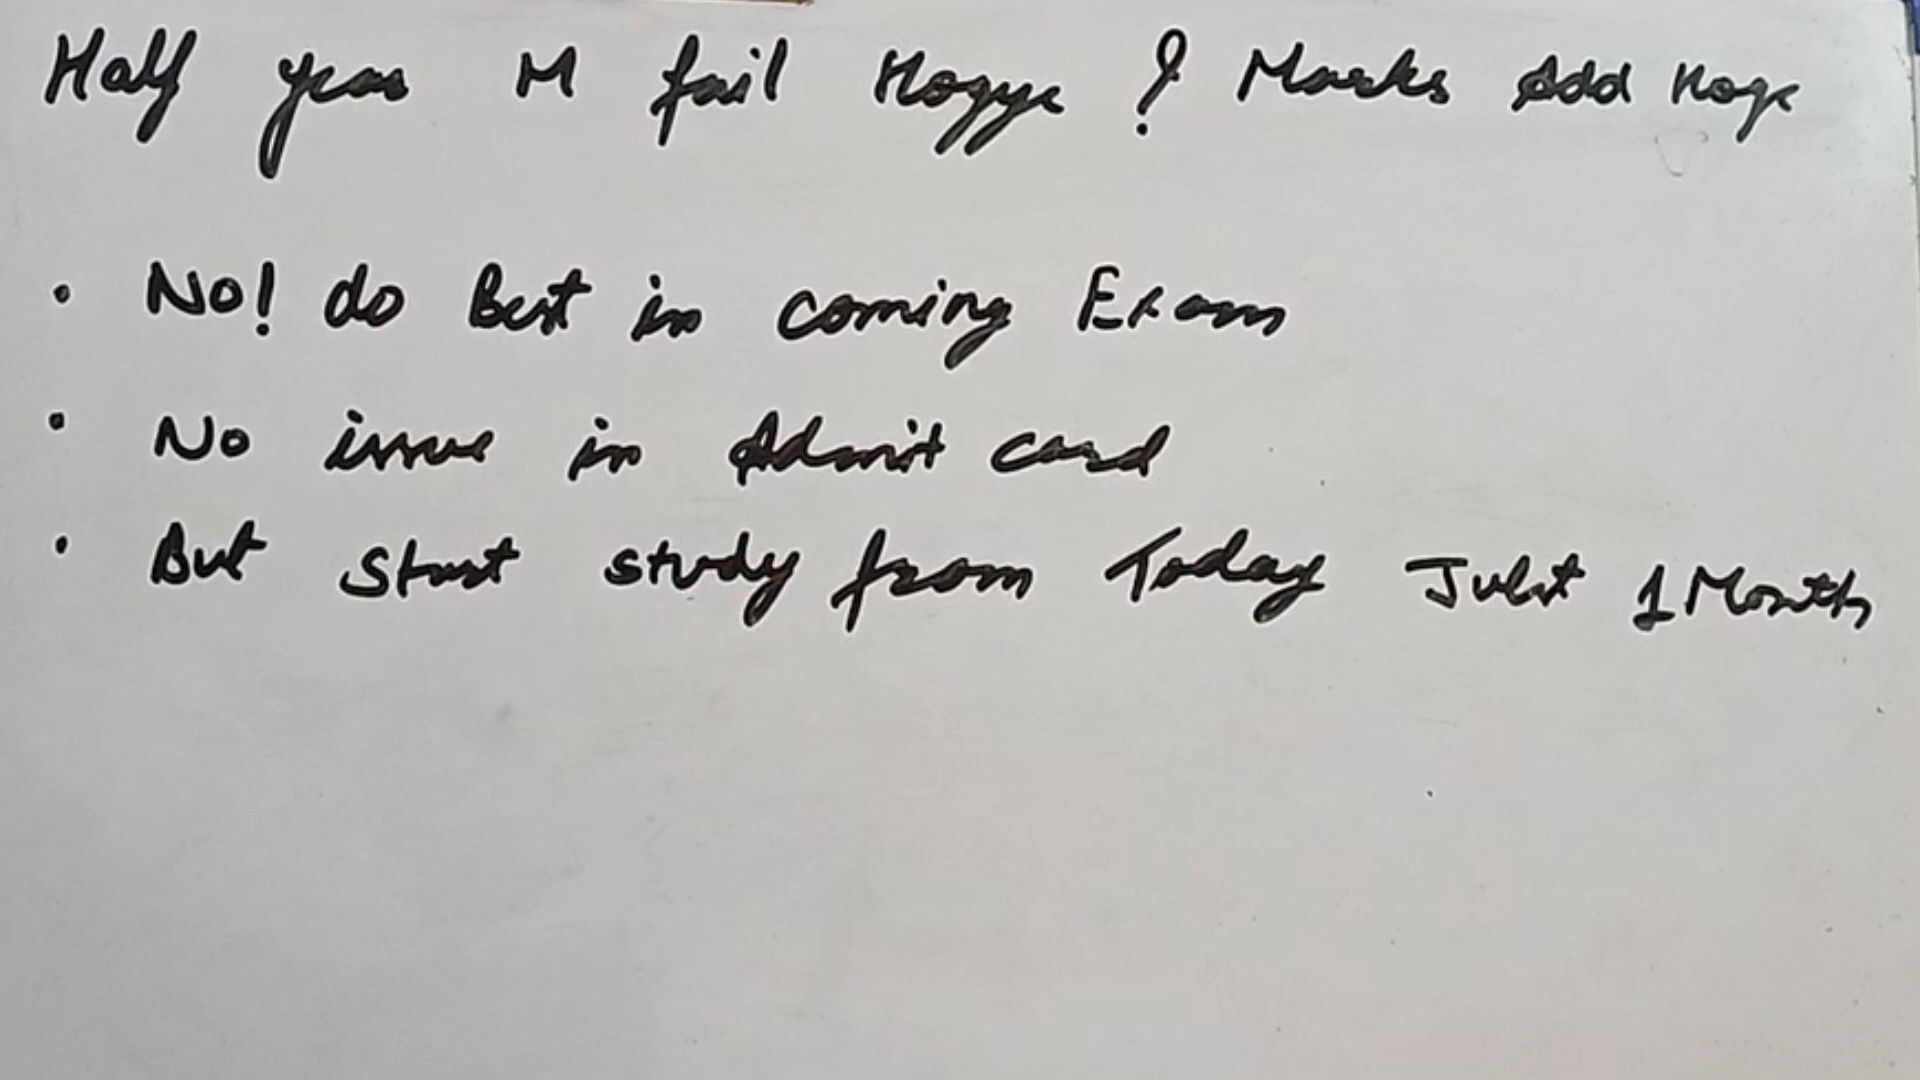 Half year M fail Hogye ? Marks Add Hoge
• No! do Best in coming Exam
• No issue in Admit card
• But start study from Today Just 1 Month